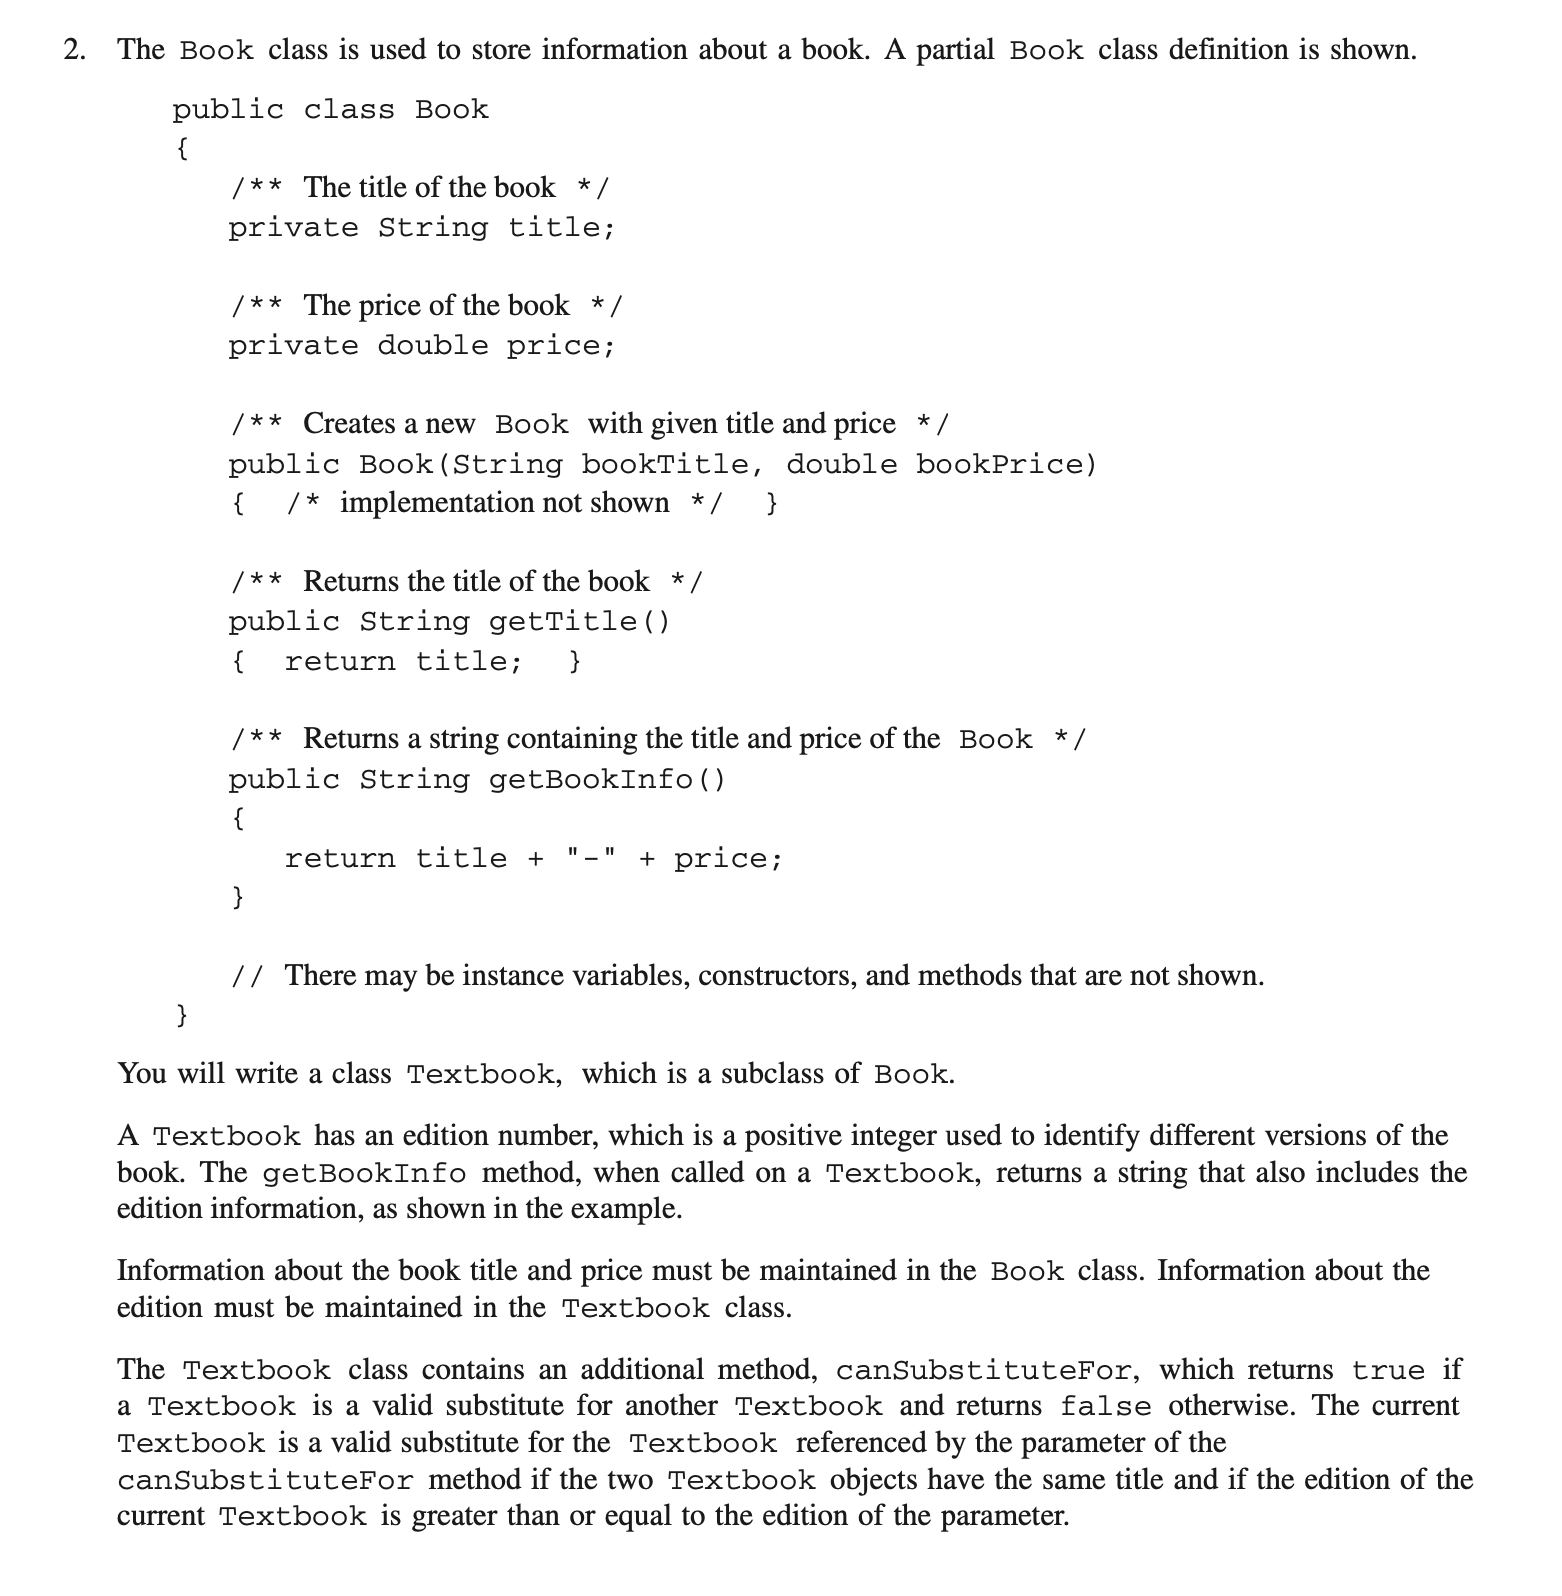 2. The Book class is used to store information about a book. A partial Book class definition is shown.
public class Book
{
/** The title of the book */
private String title;
/** The price of the book */
private double price;
/** Creates a new Book with given title and price */
public Book(String bookTitle, double bookPrice)
{ /* implementation not shown */ }
/** Returns the title of the book */
public String getTitle()
{ return title; }
/** Returns a string containing the title and price of the Book */
public String getBookInfo()
{
return title + "-" + price;
}
// There may be instance variables, constructors, and methods that are not shown.
}
You will write a class Textbook, which is a subclass of Book.
A Textbook has an edition number, which is a positive integer used to identify different versions of the
book. The getBookInfo method, when called on a Textbook, returns a string that also includes the
edition information, as shown in the example.
Information about the book title and price must be maintained in the Book class. Information about the
edition must be maintained in the Textbook class.
The Textbook class contains an additional method, canSubstituteFor, which returns true if
a Textbook is a valid substitute for another Textbook and returns false otherwise. The current
Textbook is a valid substitute for the Textbook referenced by the parameter of the
canSubstituteFor method if the two Textbook objects have the same title and if the edition of the
current Textbook is greater than or equal to the edition of the parameter.